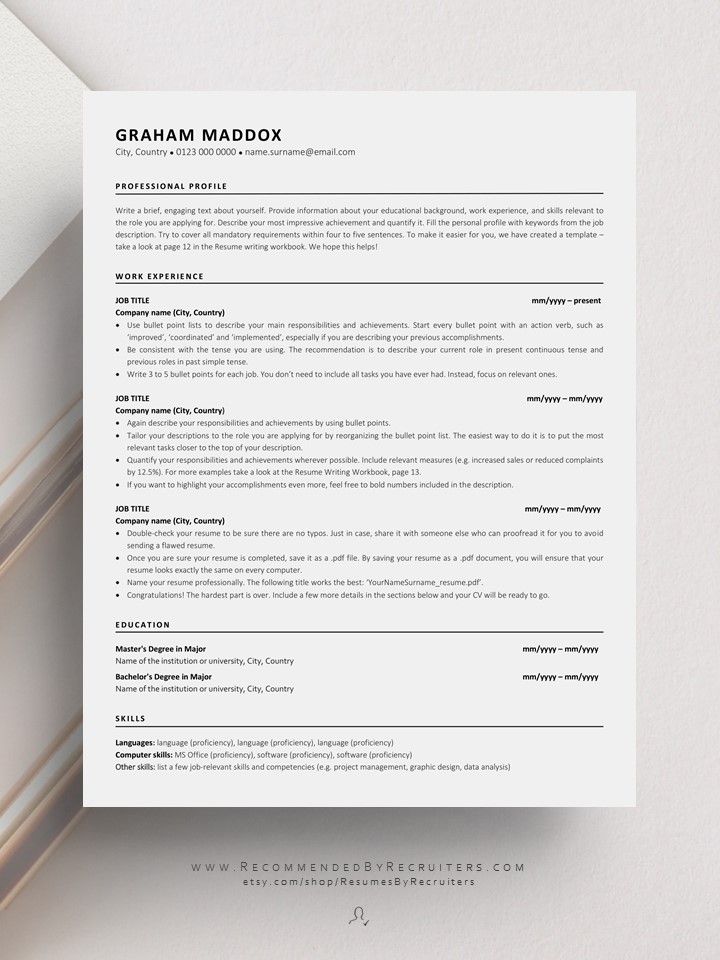 GRAHAM MADDOX
City, Country • 0123 000 0000 • name.surname@email.com
PROFESSIONAL PROFILE
Write a brief, engaging text about yourself. Provide information about your educational background, work experience, and skills relevant to
the role you are applying for. Describe your most impressive achievement and quantify it. Fill the personal profile with keywords from the job
description. Try to cover all mandatory requirements within four to five sentences. To make it easier for you, we have created a template –
take a look at page 12 in the Resume writing workbook. We hope this helps!
WORK EXPERIENCE
JOB TITLE mm/yyyy – present
Company name (City, Country)
• Use bullet point lists to describe your main responsibilities and achievements. Start every bullet point with an action verb, such as
'improved', 'coordinated' and 'implemented', especially if you are describing your previous accomplishments.
• Be consistent with the tense you are using. The recommendation is to describe your current role in present continuous tense and
previous roles in past simple tense.
• Write 3 to 5 bullet points for each job. You don't need to include all tasks you have ever had. Instead, focus on relevant ones.
JOB TITLE mm/yyyy – mm/yyyy
Company name (City, Country)
• Again describe your responsibilities and achievements by using bullet points.
• Tailor your descriptions to the role you are applying for by reorganizing the bullet point list. The easiest way to do it is to put the most
relevant tasks closer to the top of your description.
• Quantify your responsibilities and achievements wherever possible. Include relevant measures (e.g. increased sales or reduced complaints
by 12.5%). For more examples take a look at the Resume Writing Workbook, page 13.
• If you want to highlight your accomplishments even more, feel free to bold numbers included in the description.
JOB TITLE mm/yyyy – mm/yyyy
Company name (City, Country)
• Double-check your resume to be sure there are no typos. Just in case, share it with someone else who can proofread it for you to avoid
sending a flawed resume.
• Once you are sure your resume is completed, save it as a .pdf file. By saving your resume as a .pdf document, you will ensure that your
resume looks exactly the same on every computer.
• Name your resume professionally. The following title works the best: 'YourNameSurname_resume.pdf'.
• Congratulations! The hardest part is over. Include a few more details in the sections below and your CV will be ready to go.
EDUCATION
Master's Degree in Major mm/yyyy – mm/yyyy
Name of the institution or university, City, Country
Bachelor's Degree in Major mm/yyyy – mm/yyyy
Name of the institution or university, City, Country
SKILLS
Languages: language (proficiency), language (proficiency), language (proficiency)
Computer skills: MS Office (proficiency), software (proficiency), software (proficiency)
Other skills: list a few job-relevant skills and competencies (e.g. project management, graphic design, data analysis)
www.RecommendedByRecruiters.com
etsy.com/shop/ResumesByRecruiters